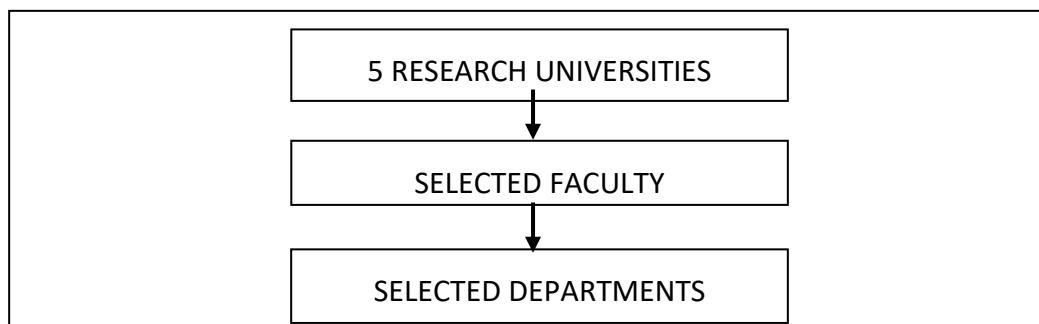 5 RESEARCH UNIVERSITIES
SELECTED FACULTY
SELECTED DEPARTMENTS